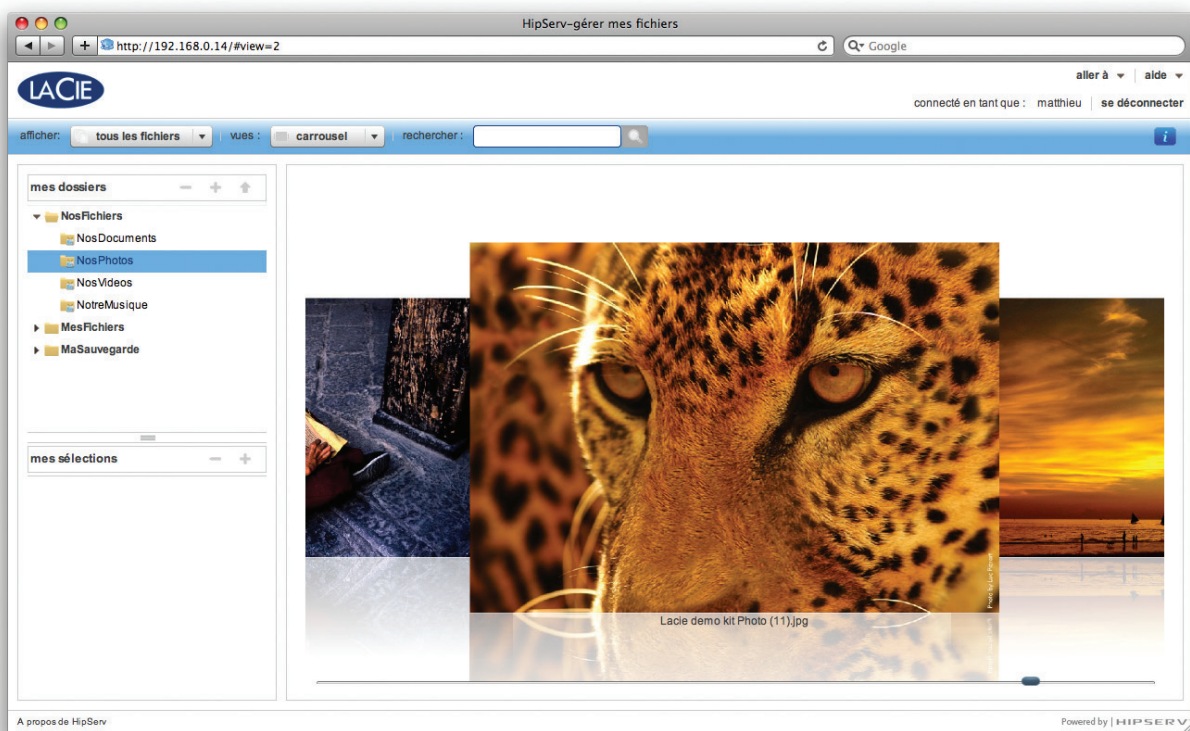 HipServ-gérer mes fichiers
http://192.168.0.14/#view=2
Google
LACIE
aller à
aide
connecté en tant que : matthieu
se déconnecter
afficher: tous les fichiers
vues : carrousel
rechercher :
i
mes dossiers
NosFichiers
NosDocuments
NosPhotos
NosVideos
NotreMusique
MesFichiers
MaSauvegarde
mes sélections
Lacie demo kit Photo (11).jpg
A propos de HipServ
Powered by | HIPSERV